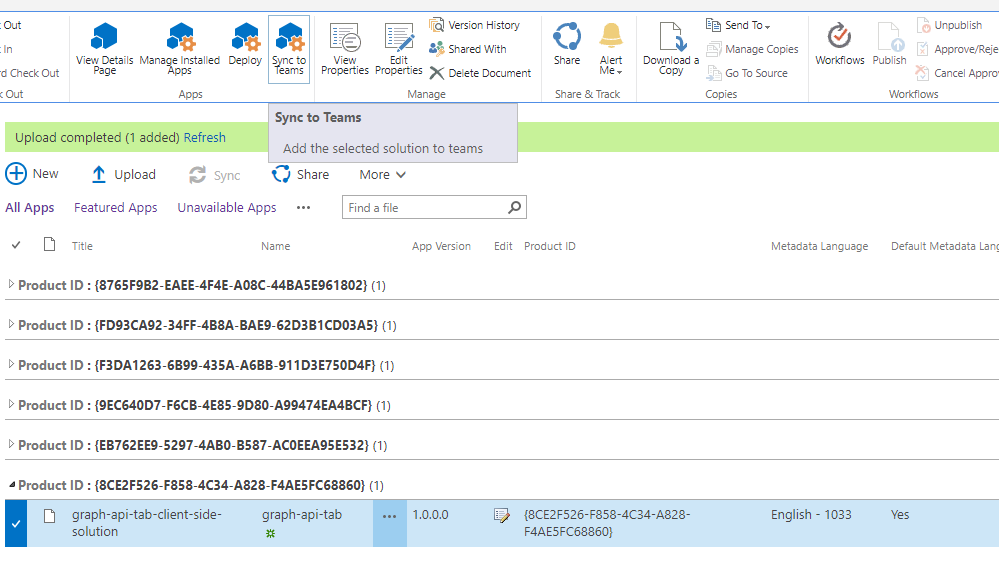 Out
In
rd Check Out
Out
View Details
Page
Manage Installed
Apps
Deploy
Sync to
Teams
Apps
View
Properties
Edit
Properties
Version History
Shared With
Delete Document
Manage
Share
Alert
Me
Share & Track
Download a
Copy
Send To
Manage Copies
Go To Source
Copies
Workflows
Publish
Unpublish
Approve/Reje
Cancel Approv
Workflows
Sync to Teams
Add the selected solution to teams
Upload completed (1 added) Refresh
New
Upload
Sync
Share
More
All Apps
Featured Apps
Unavailable Apps
•••
Find a file
Title
Name
App Version
Edit
Product ID
Metadata Language
Default Metadata Lang
Product ID : {8765F9B2-EAEE-4F4E-A08C-44BA5E961802} (1)
Product ID : {FD93CA92-34FF-4B8A-BAE9-62D3B1CD03A5} (1)
Product ID : {F3DA1263-6B99-435A-A6BB-911D3E750D4F} (1)
Product ID : {9EC640D7-F6CB-4E85-9D80-A99474EA4BCF} (1)
Product ID : {EB762EE9-5297-4AB0-B587-AC0EEA95E532} (1)
Product ID : {8CE2F526-F858-4C34-A828-F4AE5FC68860} (1)
graph-api-tab-client-side-
solution
graph-api-tab
•••
1.0.0.0
{8CE2F526-F858-4C34-A828-
F4AE5FC68860}
English - 1033
Yes